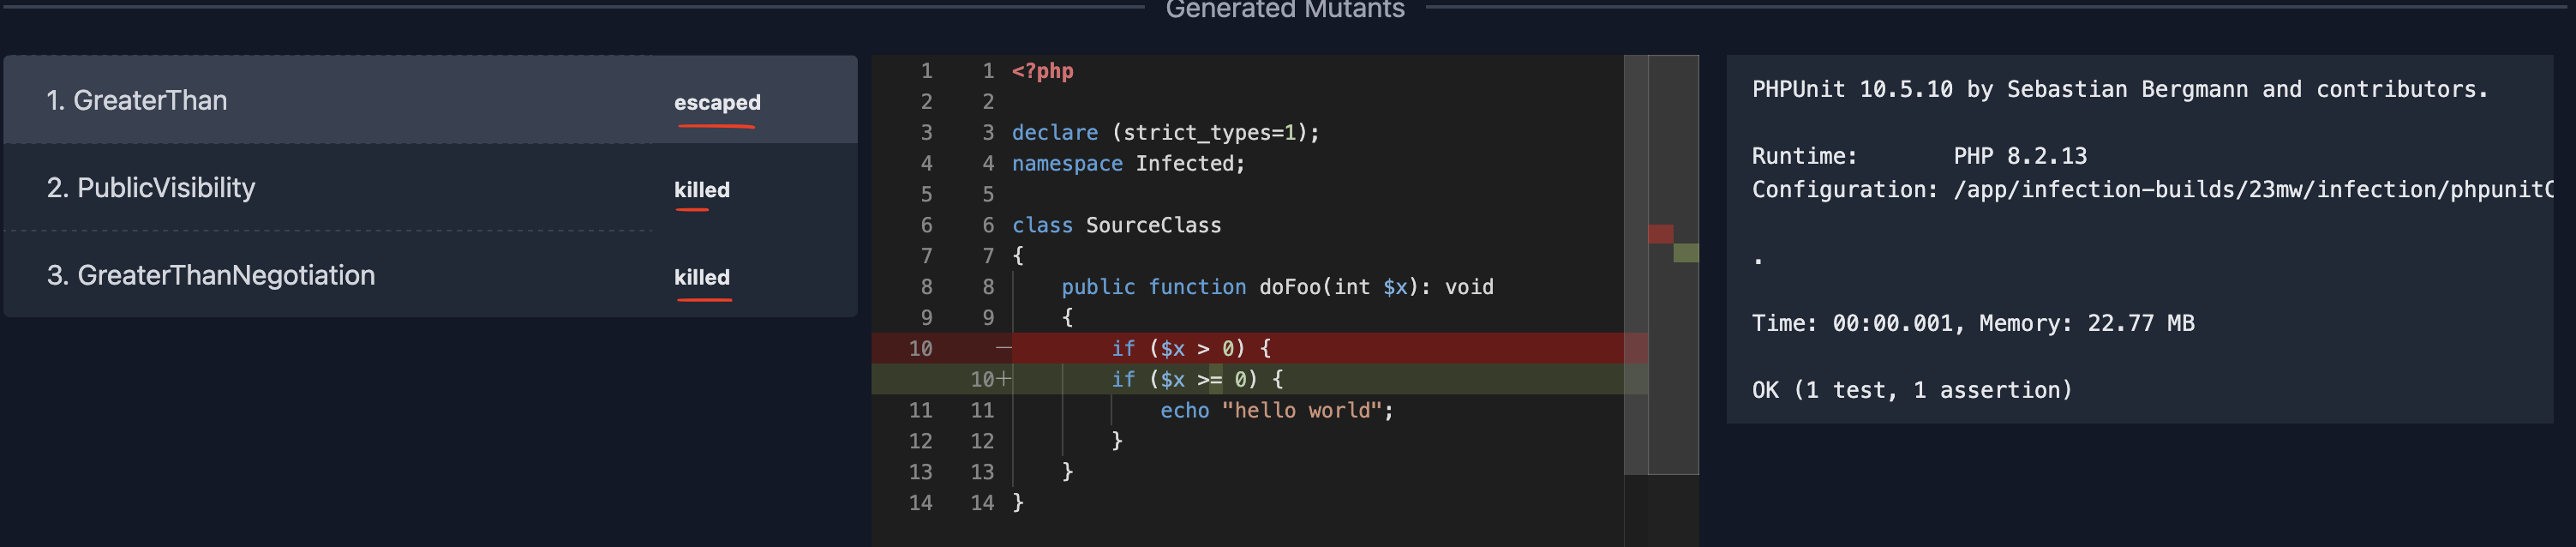 Generated Mutants
1. GreaterThan escaped
2. PublicVisibility killed
3. GreaterThanNegotiation killed
1 1 <?php
2 2
3 3 declare (strict_types=1);
4 4 namespace Infected;
5 5
6 6 class SourceClass
7 7 {
8 8 public function doFoo(int $x): void
9 9 {
10 — if ($x > 0) {
10+ if ($x >= 0) {
11 11 echo "hello world";
12 12 }
13 13 }
14 14 }
PHPUnit 10.5.10 by Sebastian Bergmann and contributors.
Runtime: PHP 8.2.13
Configuration: /app/infection-builds/23mw/infection/phpunitC
.
Time: 00:00.001, Memory: 22.77 MB
OK (1 test, 1 assertion)